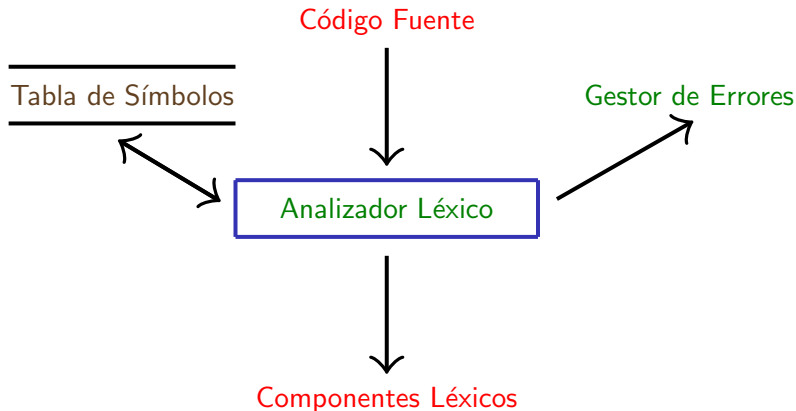 Código Fuente
Tabla de Símbolos
Gestor de Errores
Analizador Léxico
Componentes Léxicos